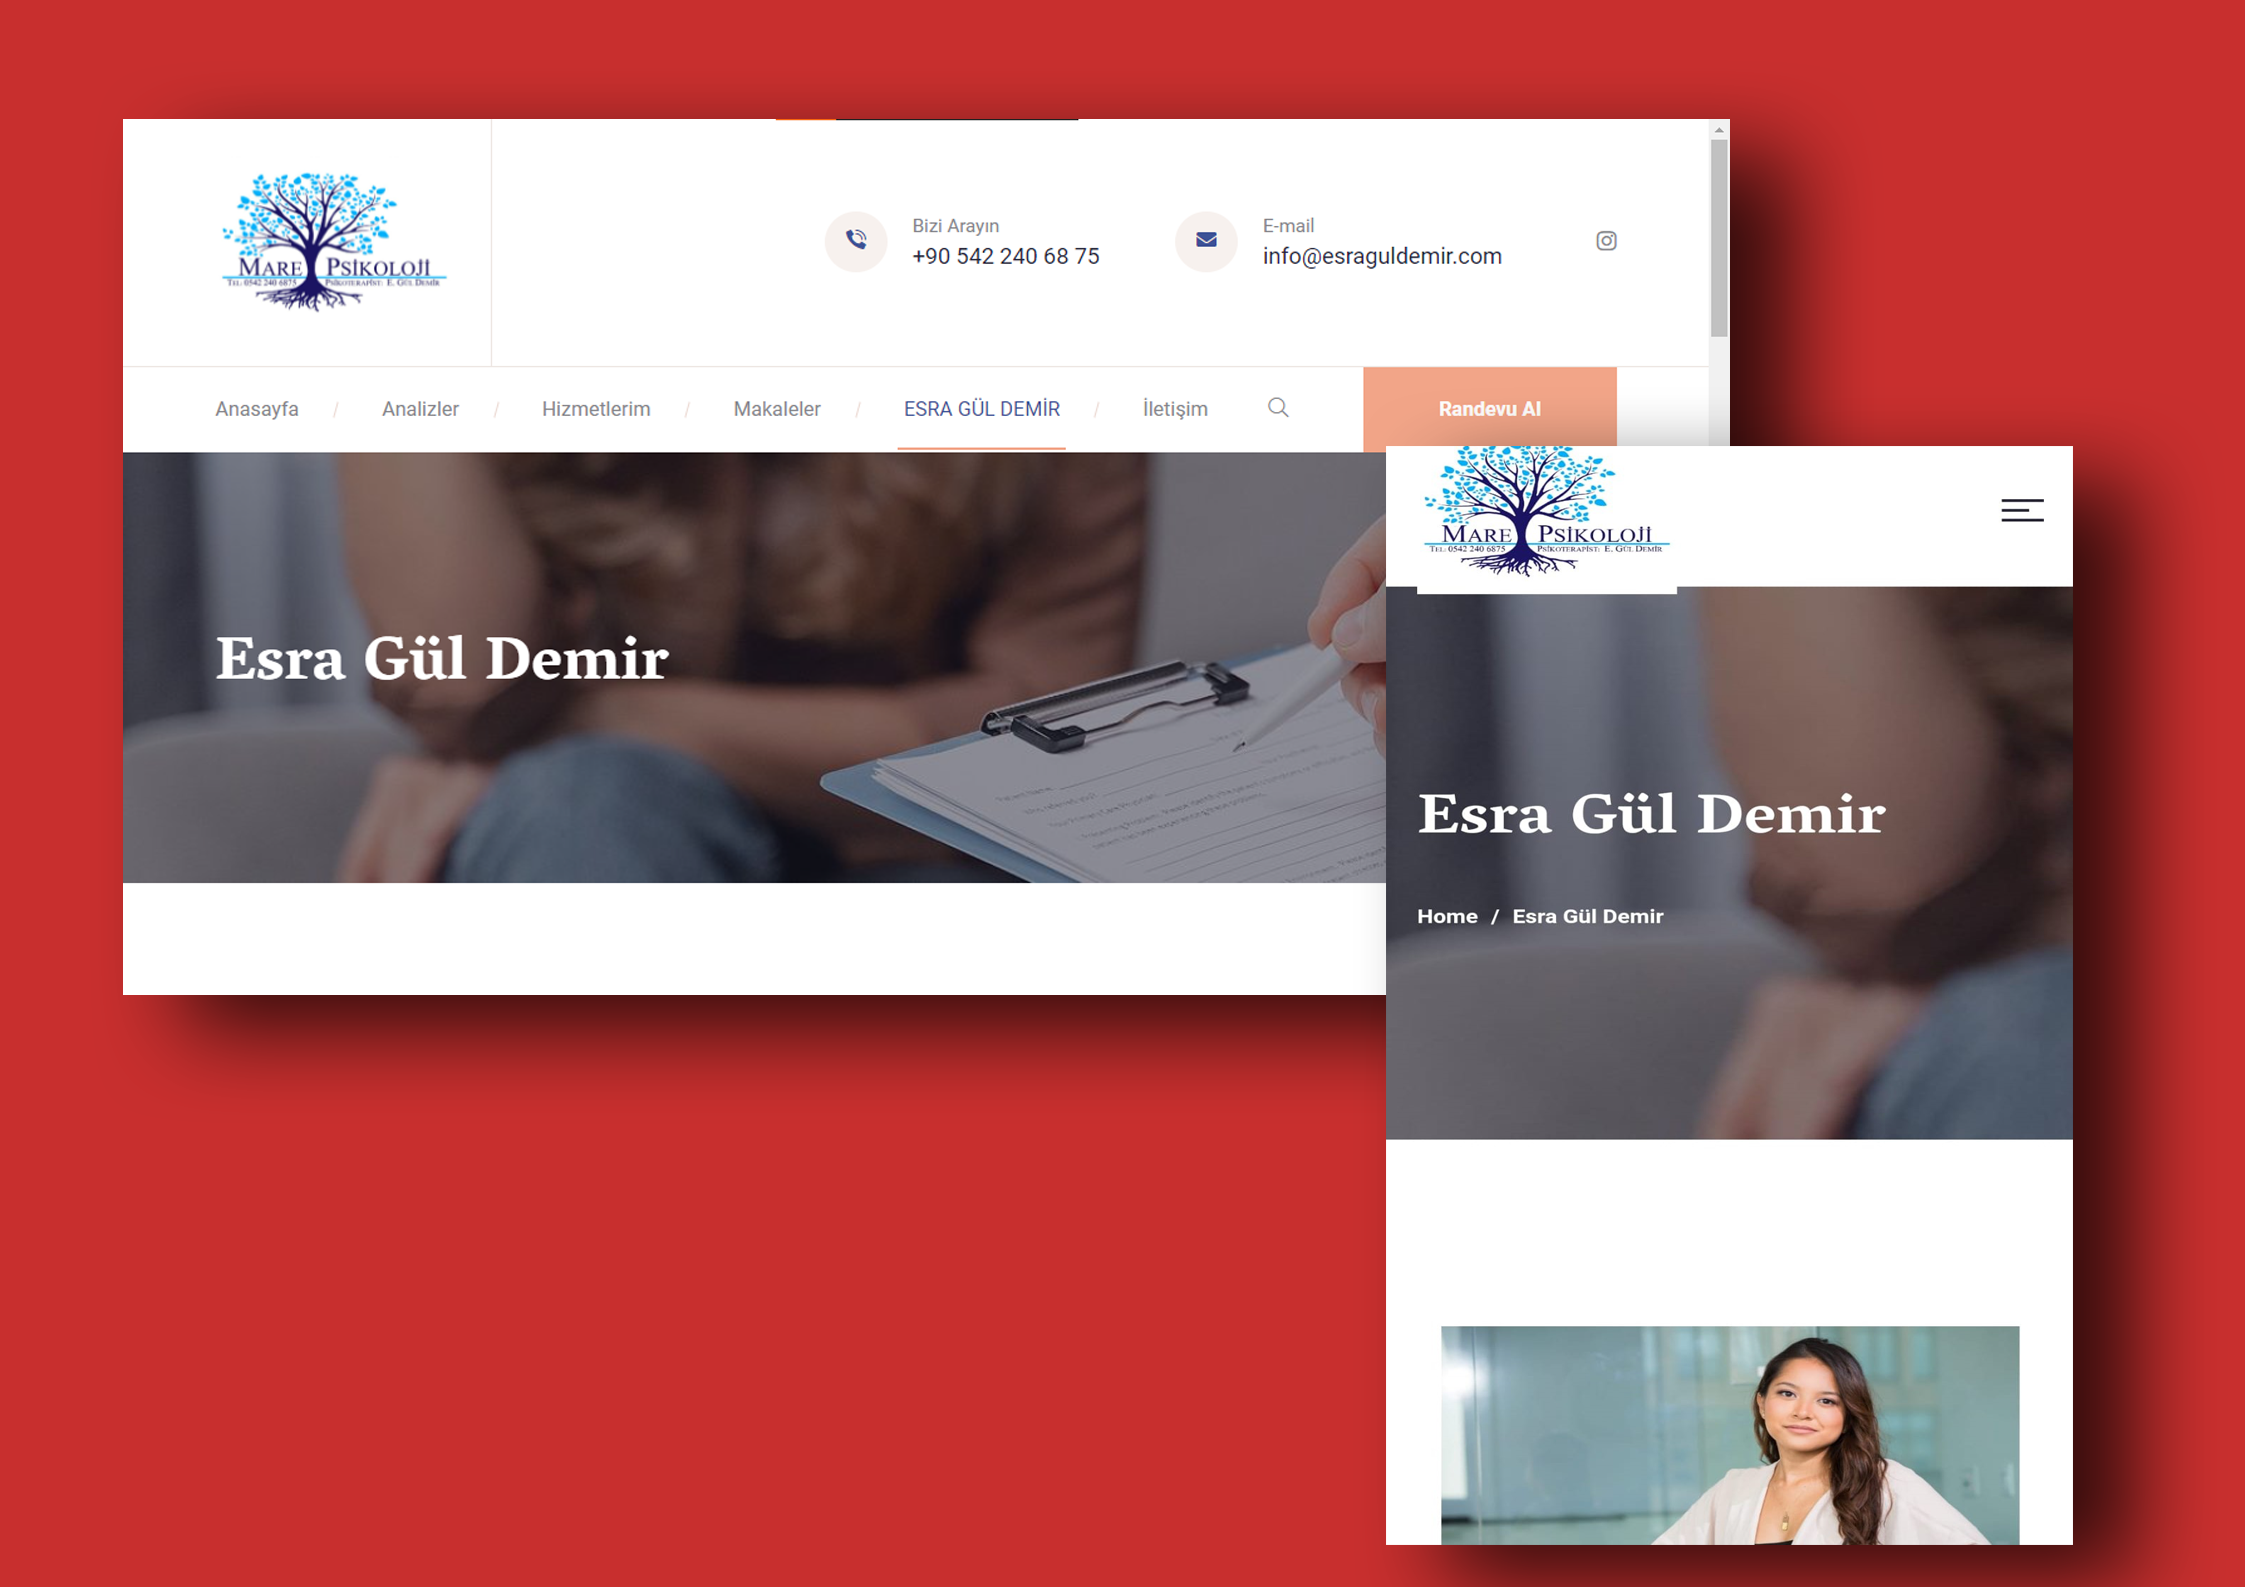 MARE PSİKOLOJİ
TEL: 0542 240 6875 PSİKOTERAPİST: E. GÜL DEMİR
Bizi Arayın
+90 542 240 68 75
E-mail
info@esraguldemir.com
Anasayfa / Analizler / Hizmetlerim / Makaleler / ESRA GÜL DEMİR / İletişim
Randevu Al
Esra Gül Demir
MARE PSİKOLOJİ
TEL: 0542 240 6875 PSİKOTERAPİST: E. GÜL DEMİR
Esra Gül Demir
Home / Esra Gül Demir